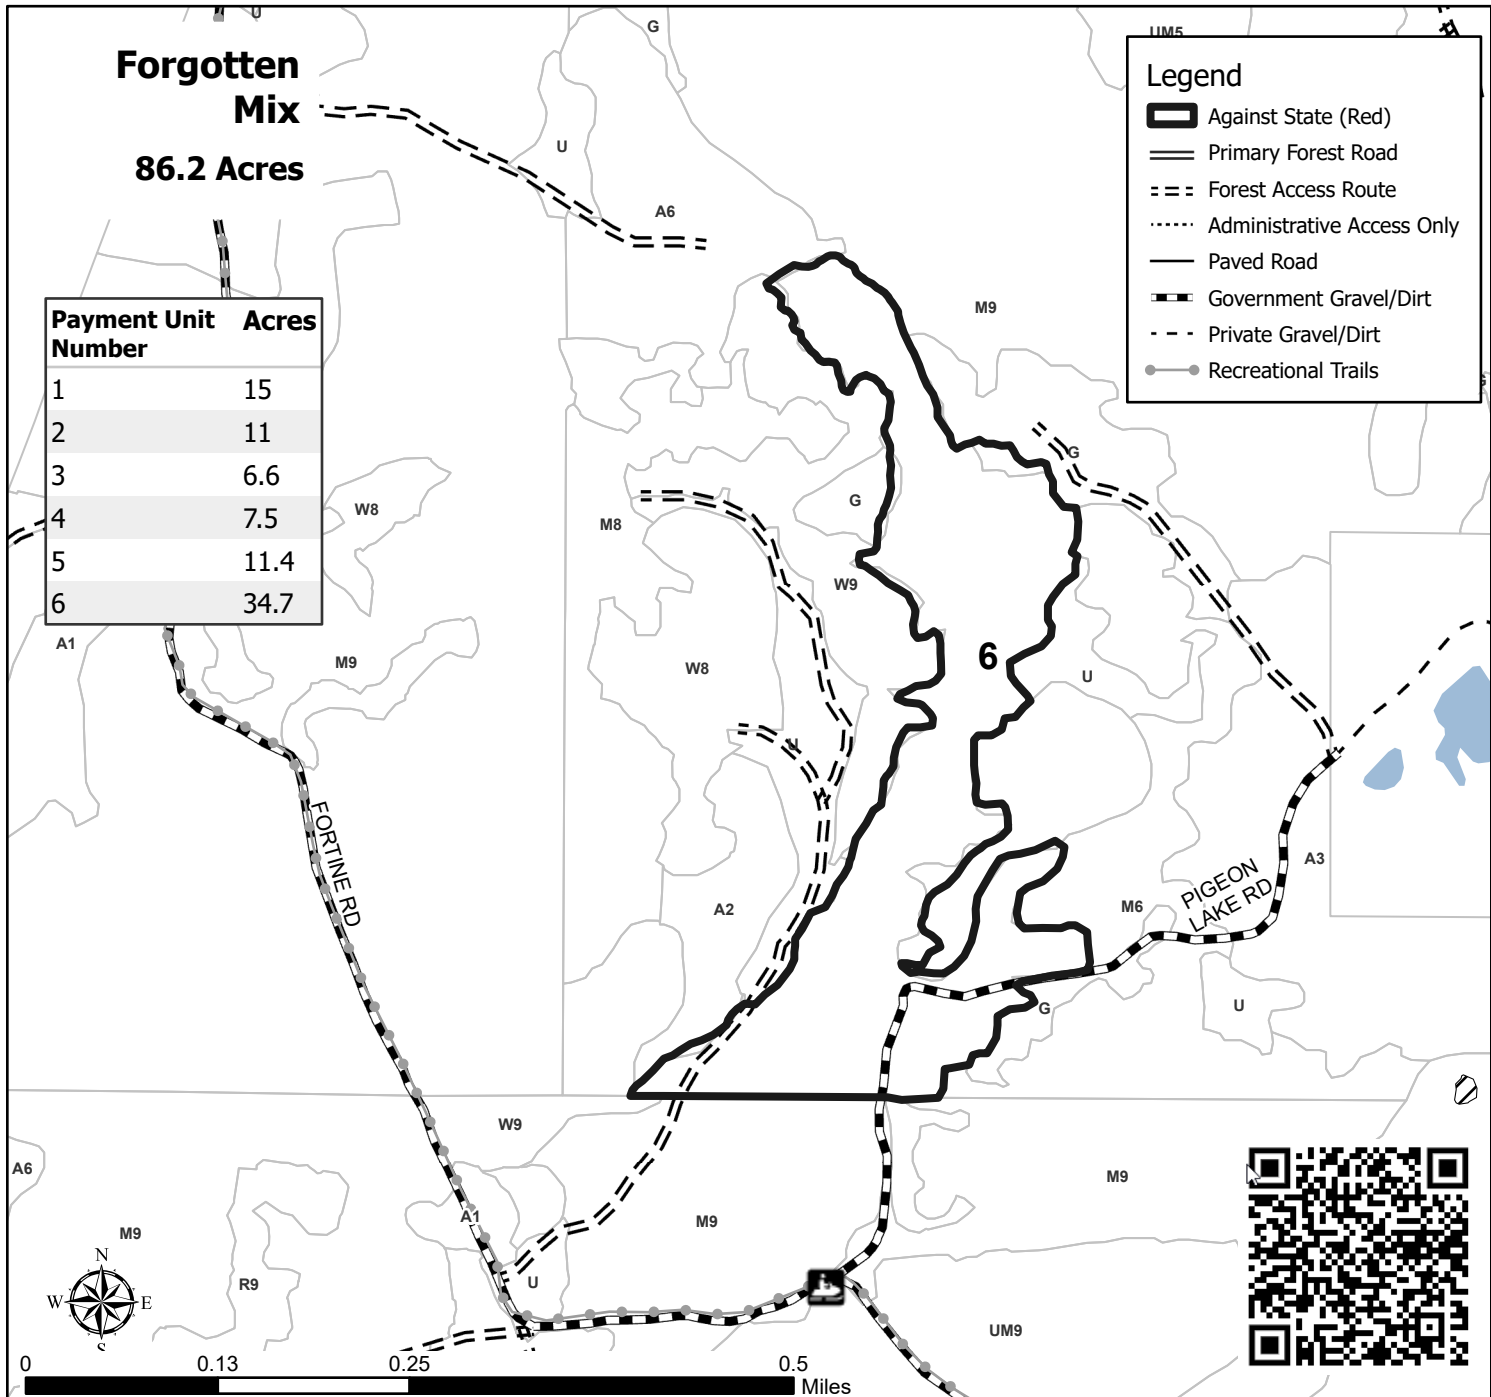 Forgotten
Mix
86.2 Acres
Legend
Against State (Red)
Primary Forest Road
Forest Access Route
Administrative Access Only
Paved Road
Government Gravel/Dirt
Private Gravel/Dirt
Recreational Trails
Payment Unit Number Acres
1 15
2 11
3 6.6
4 7.5
5 11.4
6 34.7
U
G
UM5
U
A6
M9
G
W8
G
M8
W9
A1
M9
W8
6
U
U
FORTINE RD
A3
A2
M6
PIGEON
LAKE RD
G
U
W9
A6
M9
A1
M9
M9
R9
U
UM9
N
W E
S
0 0.13 0.25 0.5
Miles